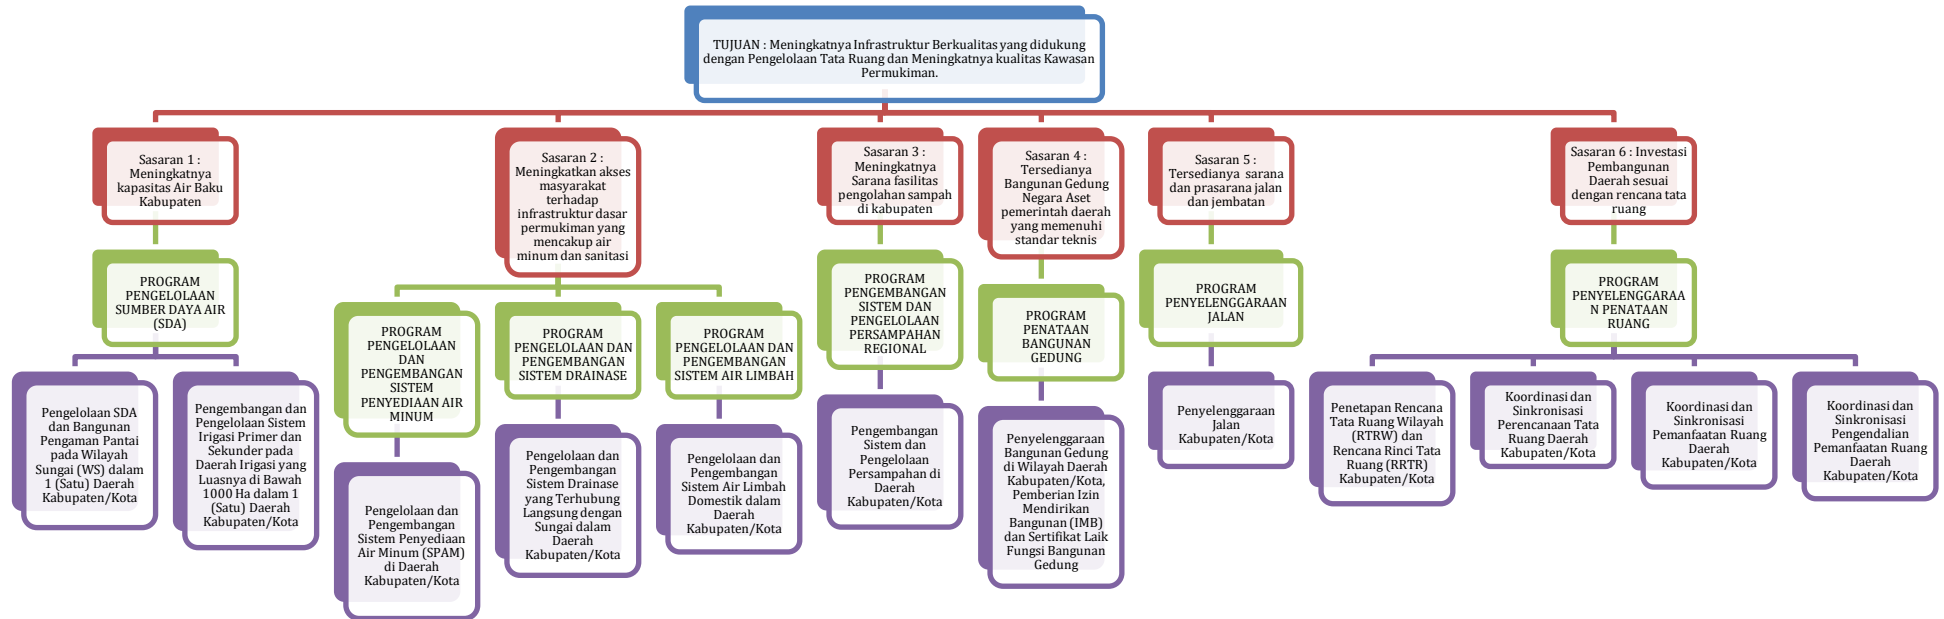 TUJUAN : Meningkatnya Infrastruktur Berkualitas yang didukung
dengan Pengelolaan Tata Ruang dan Meningkatnya kualitas Kawasan
Permukiman.
Sasaran 1 :
Meningkatnya
kapasitas Air Baku
Kabupaten
Sasaran 2 :
Meningkatkan akses
masyarakat
terhadap
infrastruktur dasar
permukiman yang
mencakup air
minum dan sanitasi
Sasaran 3 :
Meningkatnya
Sarana fasilitas
pengolahan sampah
di kabupaten
Sasaran 4 :
Tersedianya
Bangunan Gedung
Negara Aset
pemerintah daerah
yang memenuhi
standar teknis
Sasaran 5 :
Tersedianya sarana
dan prasarana jalan
dan jembatan
Sasaran 6 : Investasi
Pembangunan
Daerah sesuai
dengan rencana tata
ruang
PROGRAM
PENGELOLAAN
SUMBER DAYA AIR
(SDA)
PROGRAM
PENGELOLAAN
DAN
PENGEMBANGAN
SISTEM
PENYEDIAAN AIR
MINUM
PROGRAM
PENGELOLAAN DAN
PENGEMBANGAN
SISTEM DRAINASE
PROGRAM
PENGELOLAAN DAN
PENGEMBANGAN
SISTEM AIR LIMBAH
PROGRAM
PENGEMBANGAN
SISTEM DAN
PENGELOLAAN
PERSAMPAHAN
REGIONAL
PROGRAM
PENATAAN
BANGUNAN
GEDUNG
PROGRAM
PENYELENGGARAAN
JALAN
PROGRAM
PENYELENGGARAA
N PENATAAN
RUANG
Pengelolaan SDA
dan Bangunan
Pengaman Pantai
pada Wilayah
Sungai (WS) dalam
1 (Satu) Daerah
Kabupaten/Kota
Pengembangan dan
Pengelolaan Sistem
Irigasi Primer dan
Sekunder pada
Daerah Irigasi yang
Luasnya di Bawah
1000 Ha dalam 1
(Satu) Daerah
Kabupaten/Kota
Pengelolaan dan
Pengembangan
Sistem Penyediaan
Air Minum (SPAM)
di Daerah
Kabupaten/Kota
Pengelolaan dan
Pengembangan
Sistem Drainase
yang Terhubung
Langsung dengan
Sungai dalam
Daerah
Kabupaten/Kota
Pengelolaan dan
Pengembangan
Sistem Air Limbah
Domestik dalam
Daerah
Kabupaten/Kota
Pengembangan
Sistem dan
Pengelolaan
Persampahan di
Daerah
Kabupaten/Kota
Penyelenggaraan
Bangunan Gedung
di Wilayah Daerah
Kabupaten/Kota,
Pemberian Izin
Mendirikan
Bangunan (IMB)
dan Sertifikat Laik
Fungsi Bangunan
Gedung
Penyelenggaraan
Jalan
Kabupaten/Kota
Penetapan Rencana
Tata Ruang Wilayah
(RTRW) dan
Rencana Rinci Tata
Ruang (RRTR)
Kabupaten/Kota
Koordinasi dan
Sinkronisasi
Perencanaan Tata
Ruang Daerah
Kabupaten/Kota
Koordinasi dan
Sinkronisasi
Pemanfaatan Ruang
Daerah
Kabupaten/Kota
Koordinasi dan
Sinkronisasi
Pengendalian
Pemanfaatan Ruang
Daerah
Kabupaten/Kota